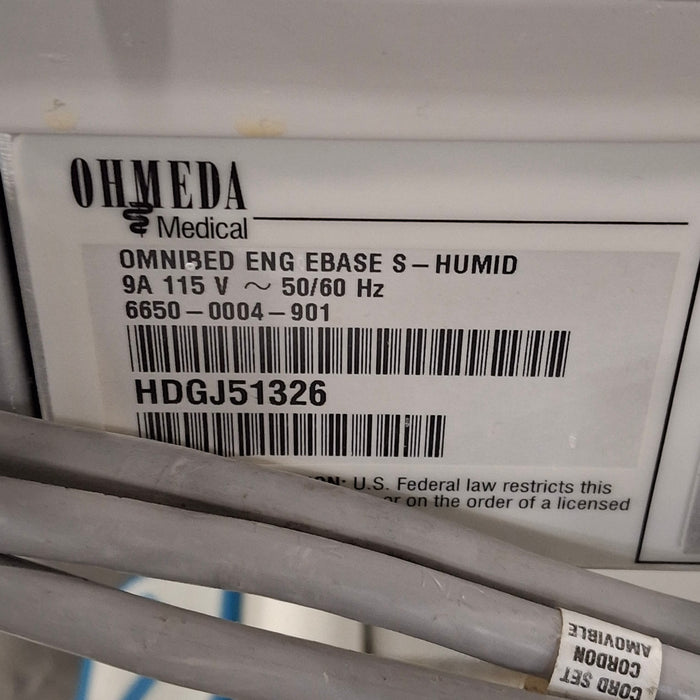 OHMEDA
Medical
OMNIBED ENG EBASE S-HUMID
9A 115 V ~ 50/60 Hz
6650-0004-901
HDGJ51326
U.S. Federal law restricts this
or on the order of a licensed
CORD SET
CORDON
AMOVIBLE